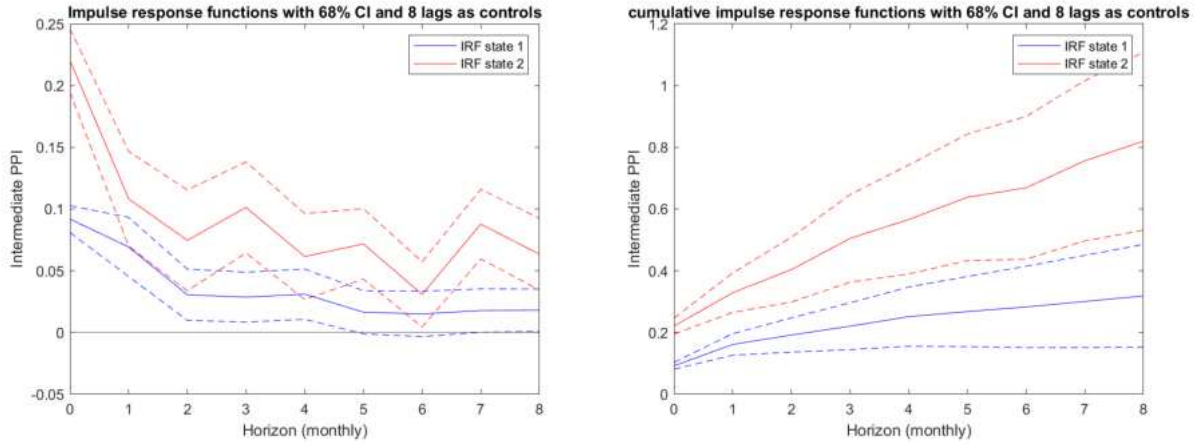 Impulse response functions with 68% CI and 8 lags as controls
IRF state 1
IRF state 2
Intermediate PPI
0.25
0.2
0.15
0.1
0.05
0
-0.05
0 1 2 3 4 5 6 7 8
Horizon (monthly)
cumulative impulse response functions with 68% CI and 8 lags as controls
IRF state 1
IRF state 2
Intermediate PPI
1.2
1
0.8
0.6
0.4
0.2
0
0 1 2 3 4 5 6 7 8
Horizon (monthly)